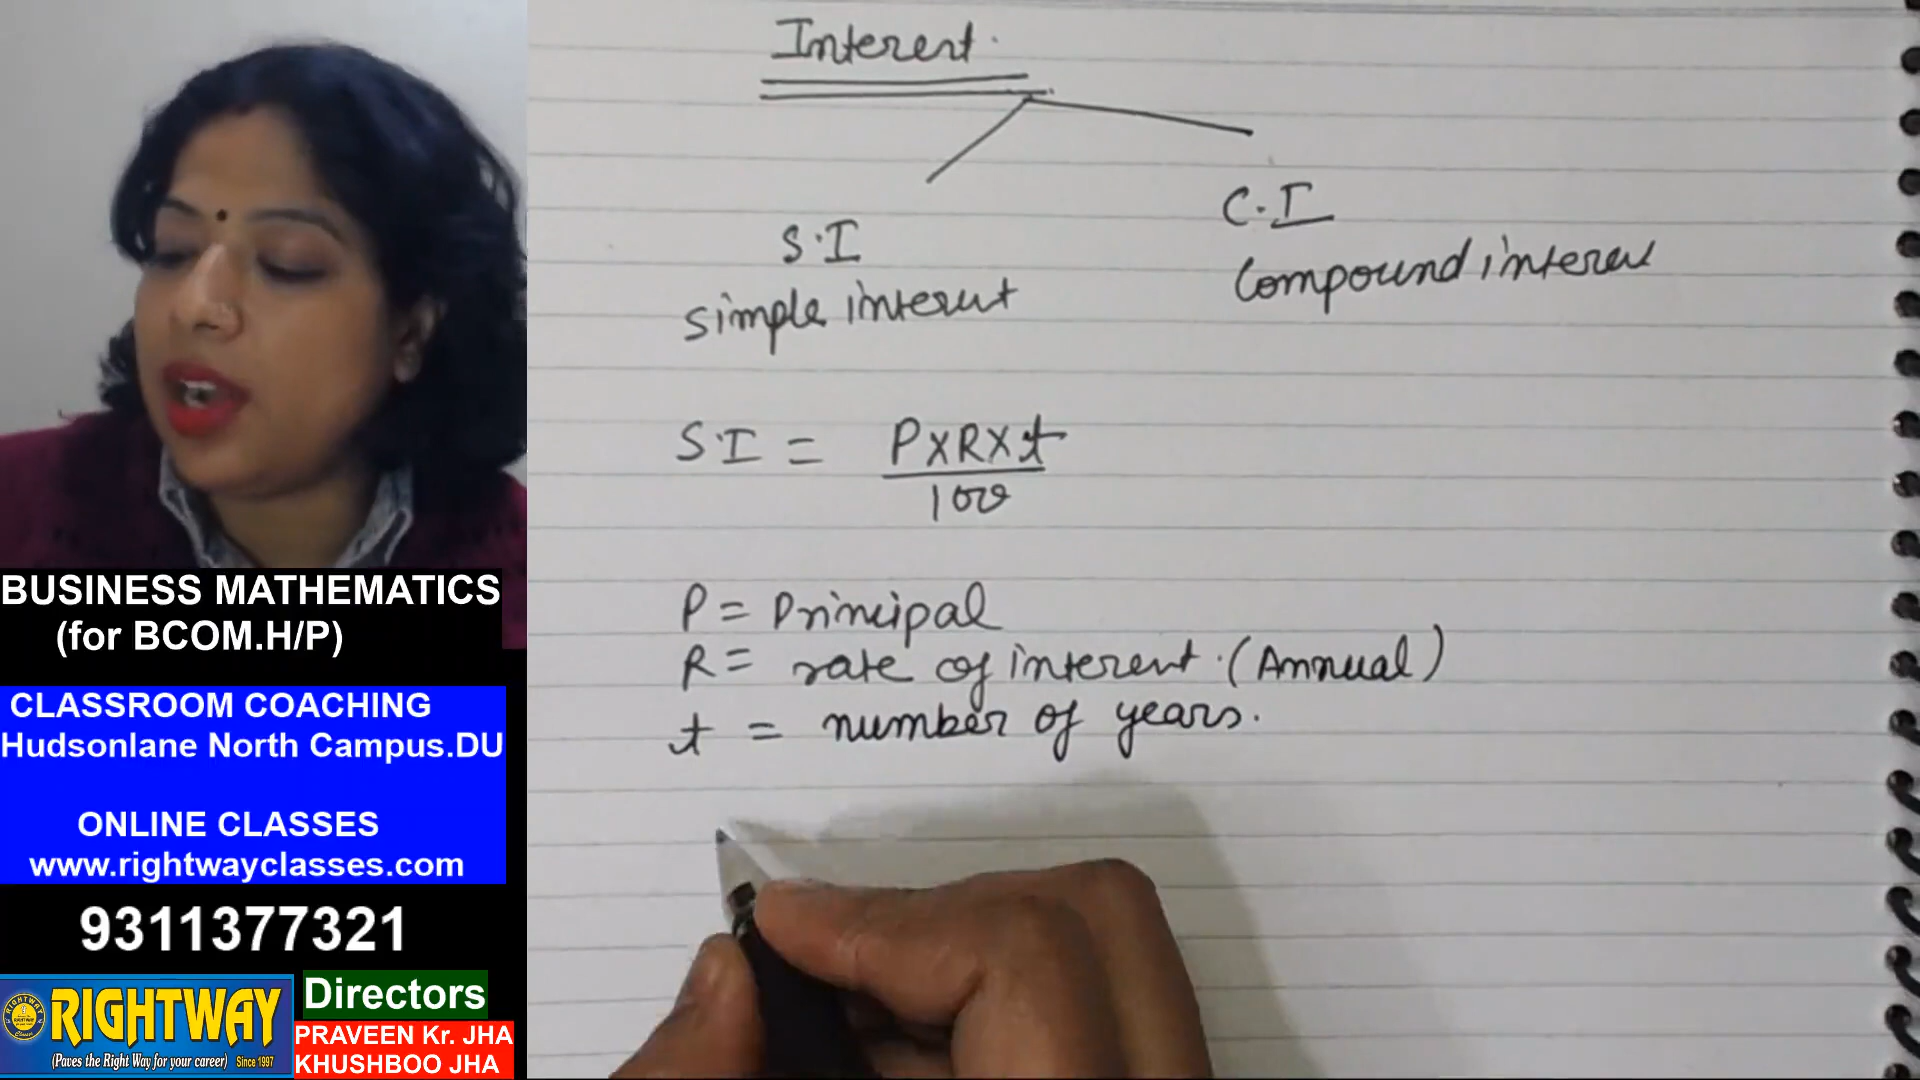 Interest
S.I
C.I
simple interest
Compound interes
S.I = PXRXt
100
P = Principal
R = rate of interest. (Annual)
t = number of years.
BUSINESS MATHEMATICS
(for BCOM.H/P)
CLASSROOM COACHING
Hudsonlane North Campus.DU
ONLINE CLASSES
www.rightwayclasses.com
9311377321
RIGHTWAY
(Paves the Right Way for your career) Since 1997
Directors
PRAVEEN Kr. JHA
KHUSHBOO JHA